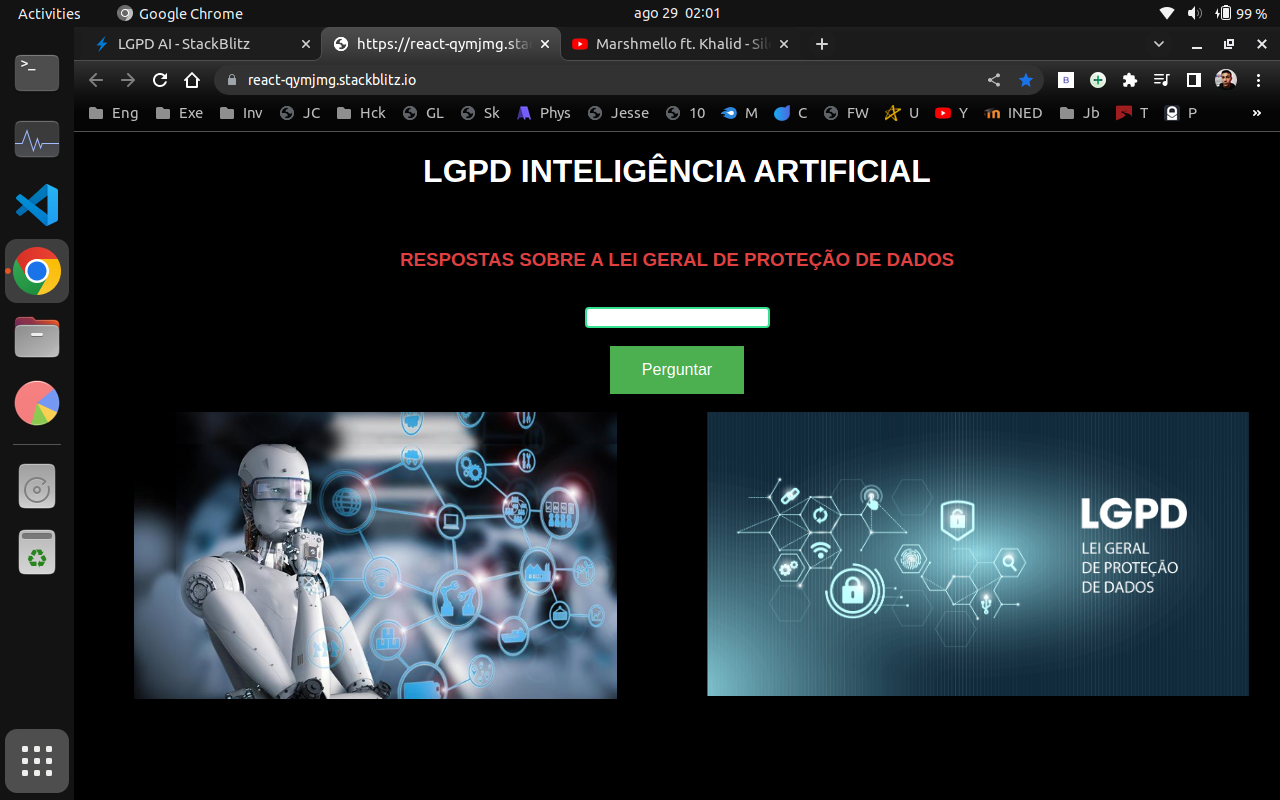 Activities
Google Chrome
ago 29 02:01
99 %
LGPD AI - StackBlitz
https://react-qymjmg.sta
Marshmello ft. Khalid - Sil
react-qymjmg.stackblitz.io
Eng
Exe
Inv
JC
Hck
GL
Sk
Phys
Jesse
10
M
C
FW
U
Y
INED
Jb
T
P
»
LGPD INTELIGÊNCIA ARTIFICIAL
RESPOSTAS SOBRE A LEI GERAL DE PROTEÇÃO DE DADOS
Perguntar
LGPD
LEI GERAL
DE PROTEÇÃO
DE DADOS